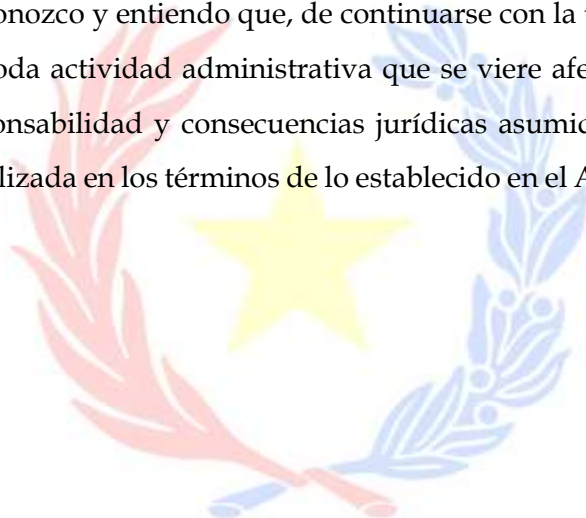 onozco y entiendo que, de continuarse con la
oda actividad administrativa que se viere afe
onsabilidad y consecuencias jurídicas asumid
lizada en los términos de lo establecido en el A